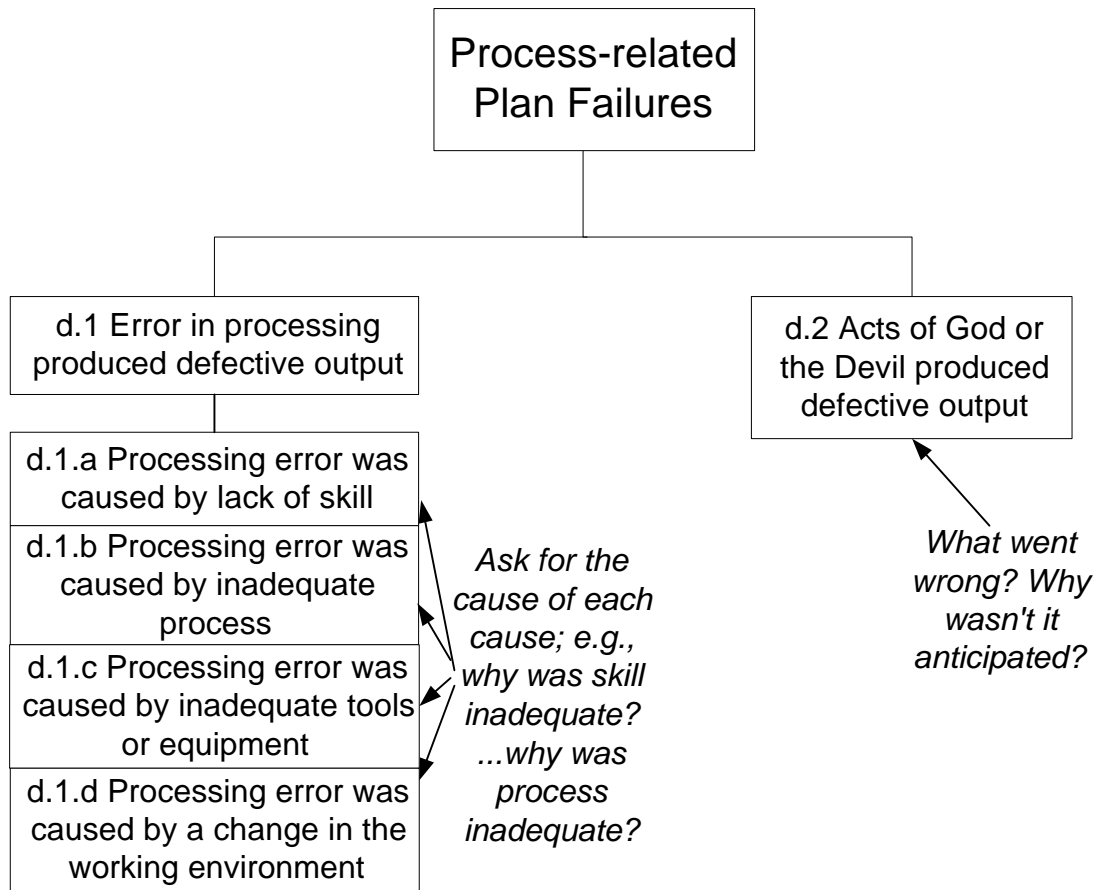 Process-related
Plan Failures
d.1 Error in processing
produced defective output
d.2 Acts of God or
the Devil produced
defective output
d.1.a Processing error was
caused by lack of skill
d.1.b Processing error was
caused by inadequate
process
d.1.c Processing error was
caused by inadequate tools
or equipment
d.1.d Processing error was
caused by a change in the
working environment
Ask for the
cause of each
cause; e.g.,
why was skill
inadequate?
...why was
process
inadequate?
What went
wrong? Why
wasn't it
anticipated?